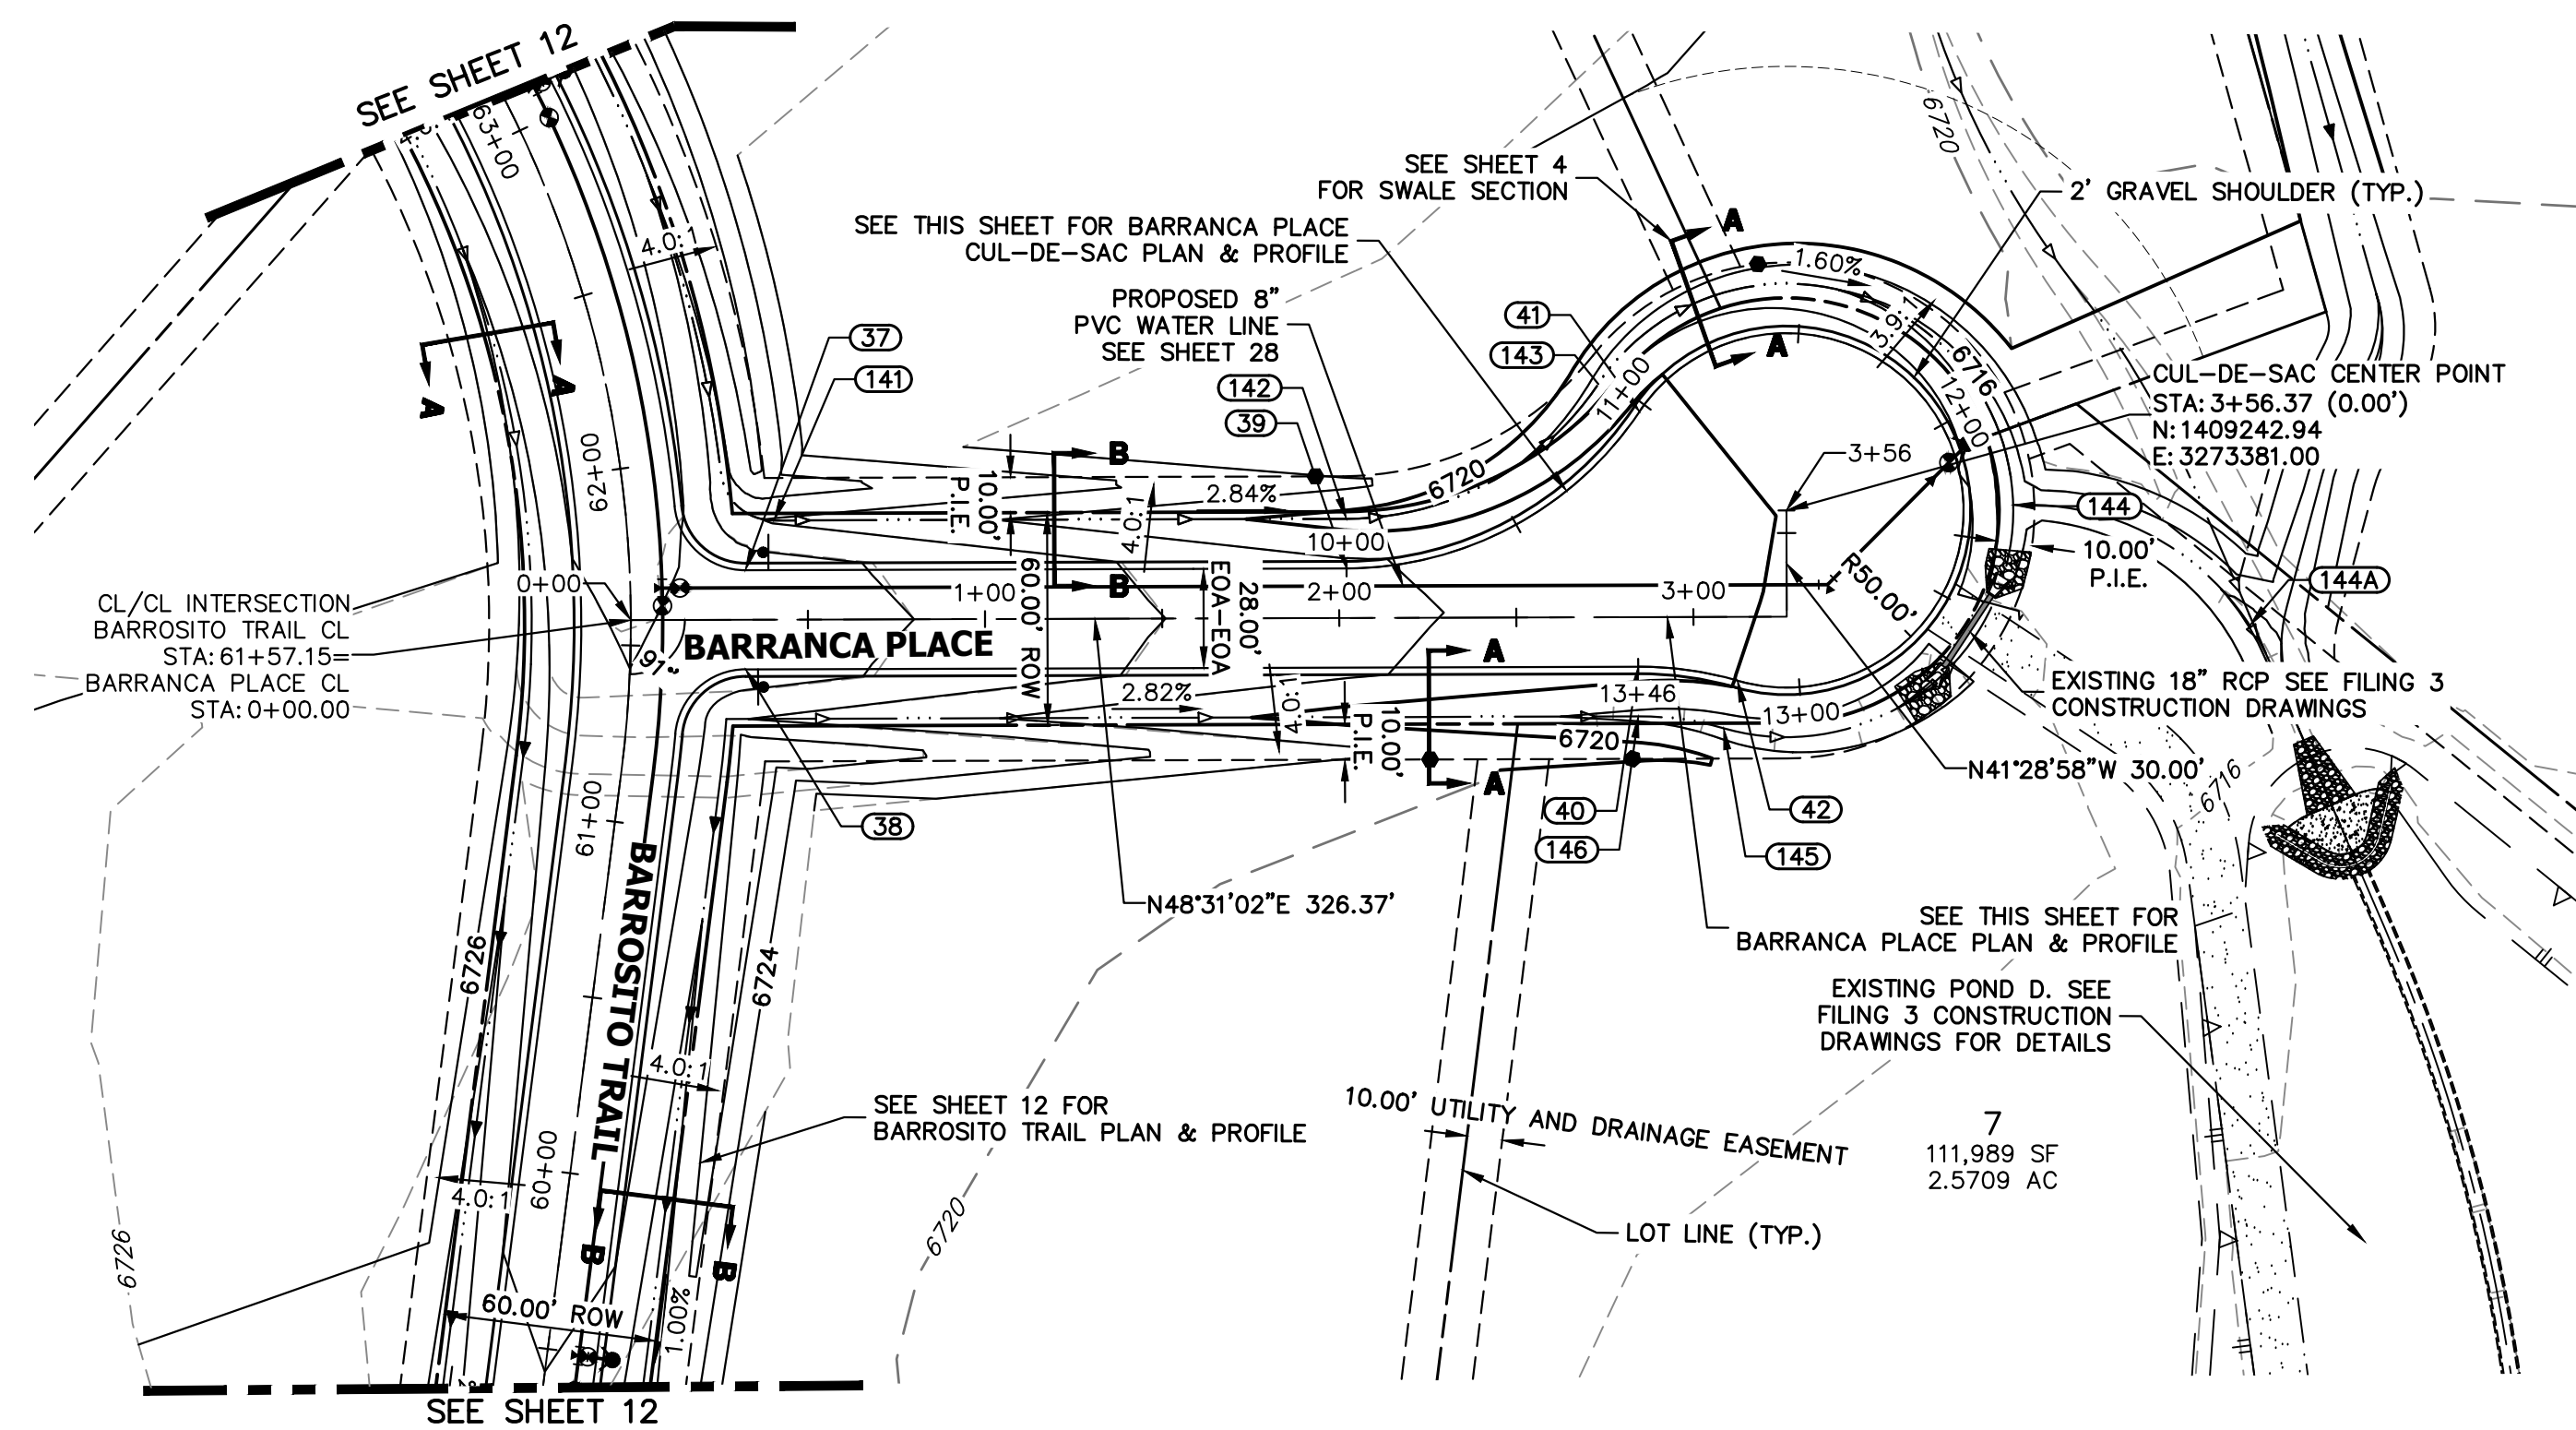 SEE SHEET 12
63+00
4.0:1
SEE SHEET 4
FOR SWALE SECTION
6720
2' GRAVEL SHOULDER (TYP.)
SEE THIS SHEET FOR BARRANCA PLACE
CUL-DE-SAC PLAN & PROFILE
A
A
1.60%
3.9:1
6716
12+00
PROPOSED 8"
PVC WATER LINE
SEE SHEET 28
37
141
142
39
41
143
11+00
A
A
62+00
CUL-DE-SAC CENTER POINT
STA: 3+56.37 (0.00')
N: 1409242.94
E: 3273381.00
3+56
B
B
10.00'
P.I.E.
2.84%
4.0:1
6720
10+00
144
10.00'
P.I.E.
144A
R50.00'
0+00
1+00
2+00
3+00
60.00' ROW
28.00'
EOA-EOA
CL/CL INTERSECTION
BARROSITO TRAIL CL
STA: 61+57.15=
BARRANCA PLACE CL
STA: 0+00.00
91°
BARRANCA PLACE
2.82%
4.0:1
10.00'
P.I.E.
A
A
13+46
13+00
6720
EXISTING 18" RCP SEE FILING 3
CONSTRUCTION DRAWINGS
N41°28'58"W 30.00'
6716
38
40
146
42
145
61+00
BARROSITO TRAIL
N48°31'02"E 326.37'
SEE THIS SHEET FOR
BARRANCA PLACE PLAN & PROFILE
6726
6724
EXISTING POND D. SEE
FILING 3 CONSTRUCTION
DRAWINGS FOR DETAILS
4.0:1
SEE SHEET 12 FOR
BARROSITO TRAIL PLAN & PROFILE
10.00' UTILITY AND DRAINAGE EASEMENT
7
111,989 SF
2.5709 AC
60+00
4.0:1
6720
LOT LINE (TYP.)
6726
B
B
60.00' ROW
1.00%
SEE SHEET 12